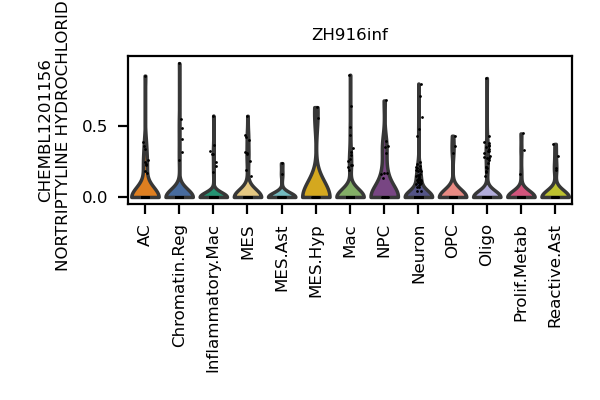 ZH916inf
CHEMBL1201156
NORTRIPTYLINE HYDROCHLORID
0.5
0.0
AC
Chromatin.Reg
Inflammatory.Mac
MES
MES.Ast
MES.Hyp
Mac
NPC
Neuron
OPC
Oligo
Prolif.Metab
Reactive.Ast